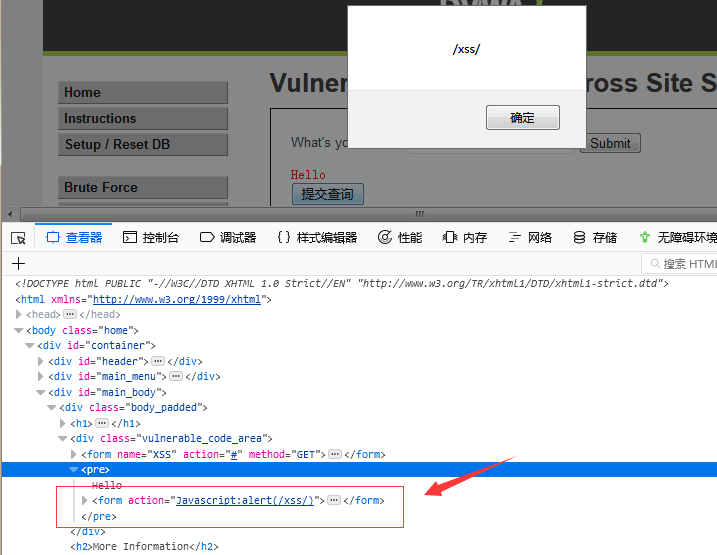 /xss/
确定
Vulner
ross Site S
Home
Instructions
Setup / Reset DB
Brute Force
What's yo
Submit
Hello
提交查询
查看器 控制台 调试器 { } 样式编辑器 性能 内存 网络 存储 无障碍环境
+ 搜索 HTML
<!DOCTYPE html PUBLIC "-//W3C//DTD XHTML 1.0 Strict//EN" "http://www.w3.org/TR/xhtml1/DTD/xhtml1-strict.dtd">
<html xmlns="http://www.w3.org/1999/xhtml">
<head>…</head>
<body class="home">
<div id="container">
<div id="header">…</div>
<div id="main_menu">…</div>
<div id="main_body">
<div class="body_padded">
<h1>…</h1>
<div class="vulnerable_code_area">
<form name="XSS" action="#" method="GET">…</form>
<pre>
Hello
<form action="Javascript:alert(/xss/)">…</form>
</pre>
</div>
<h2>More Information</h2>